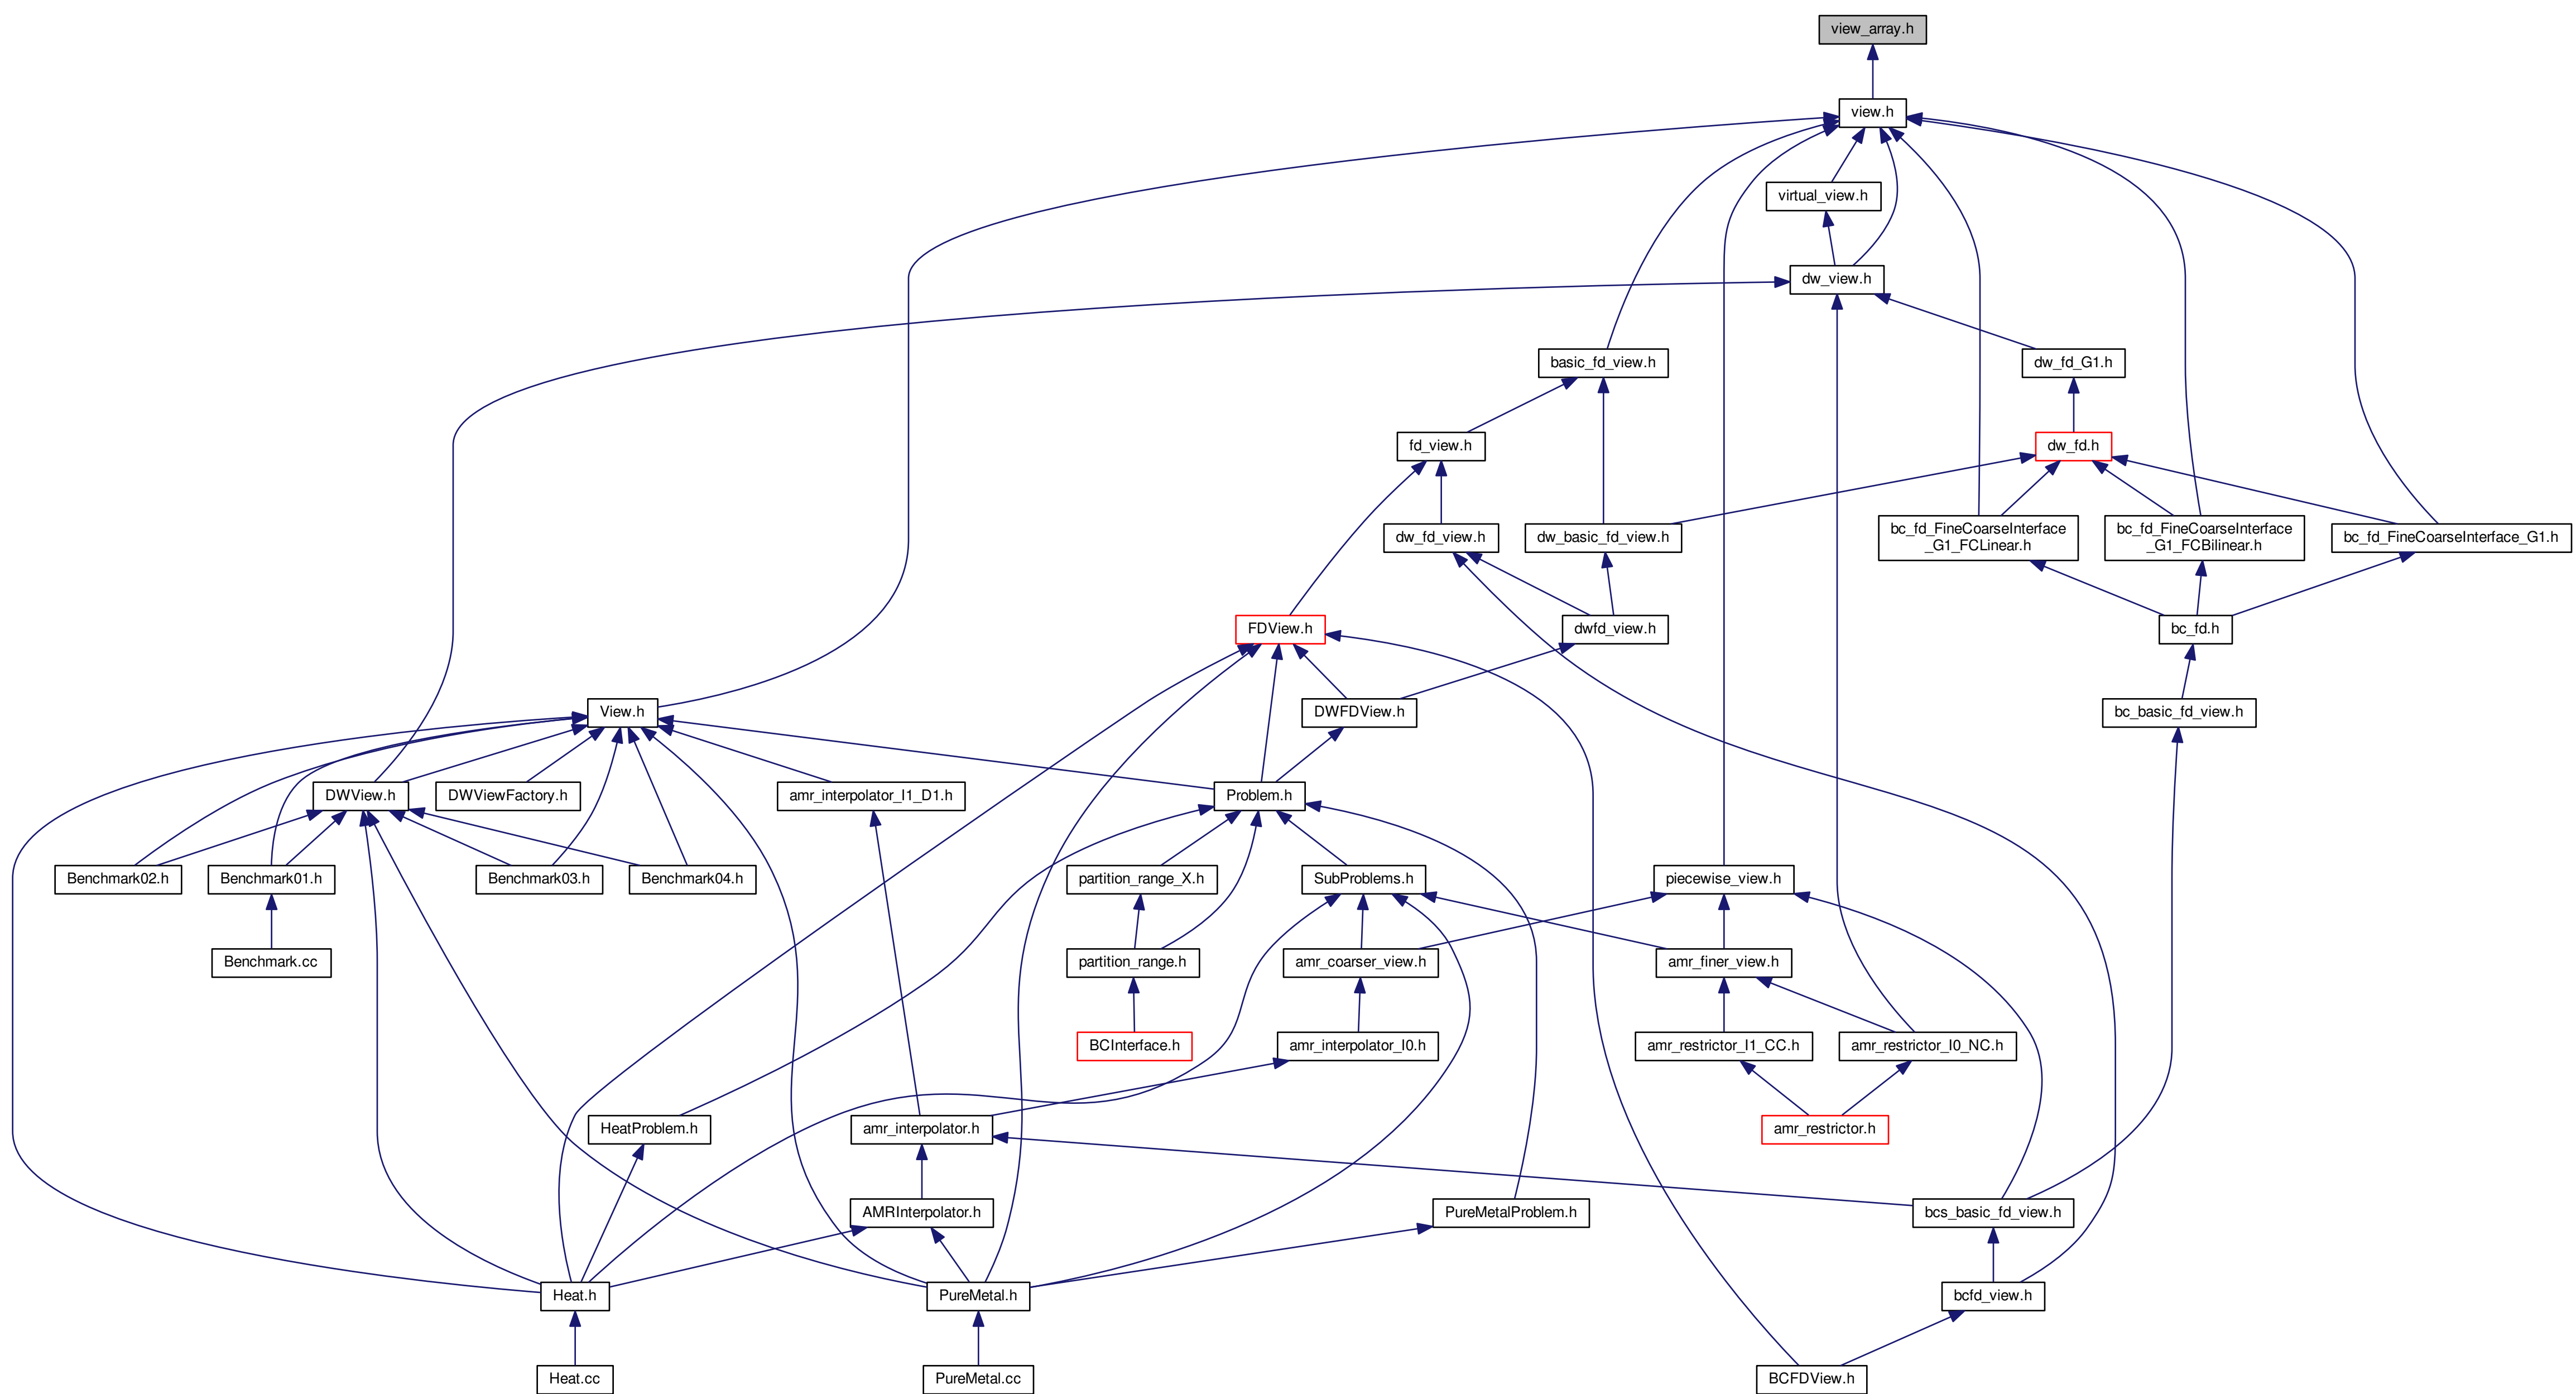 view_array.h
view.h
virtual_view.h
dw_view.h
basic_fd_view.h
dw_fd_G1.h
fd_view.h
dw_fd.h
dw_fd_view.h
dw_basic_fd_view.h
bc_fd_FineCoarseInterface
_G1_FCLinear.h
bc_fd_FineCoarseInterface
_G1_FCBilinear.h
bc_fd_FineCoarseInterface_G1.h
FDView.h
dwfd_view.h
bc_fd.h
View.h
DWFDView.h
bc_basic_fd_view.h
DWView.h
DWViewFactory.h
amr_interpolator_I1_D1.h
Problem.h
Benchmark02.h
Benchmark01.h
Benchmark03.h
Benchmark04.h
partition_range_X.h
SubProblems.h
piecewise_view.h
Benchmark.cc
partition_range.h
amr_coarser_view.h
amr_finer_view.h
BCInterface.h
amr_interpolator_I0.h
amr_restrictor_I1_CC.h
amr_restrictor_I0_NC.h
HeatProblem.h
amr_interpolator.h
amr_restrictor.h
AMRInterpolator.h
PureMetalProblem.h
bcs_basic_fd_view.h
Heat.h
PureMetal.h
bcfd_view.h
Heat.cc
PureMetal.cc
BCFDView.h